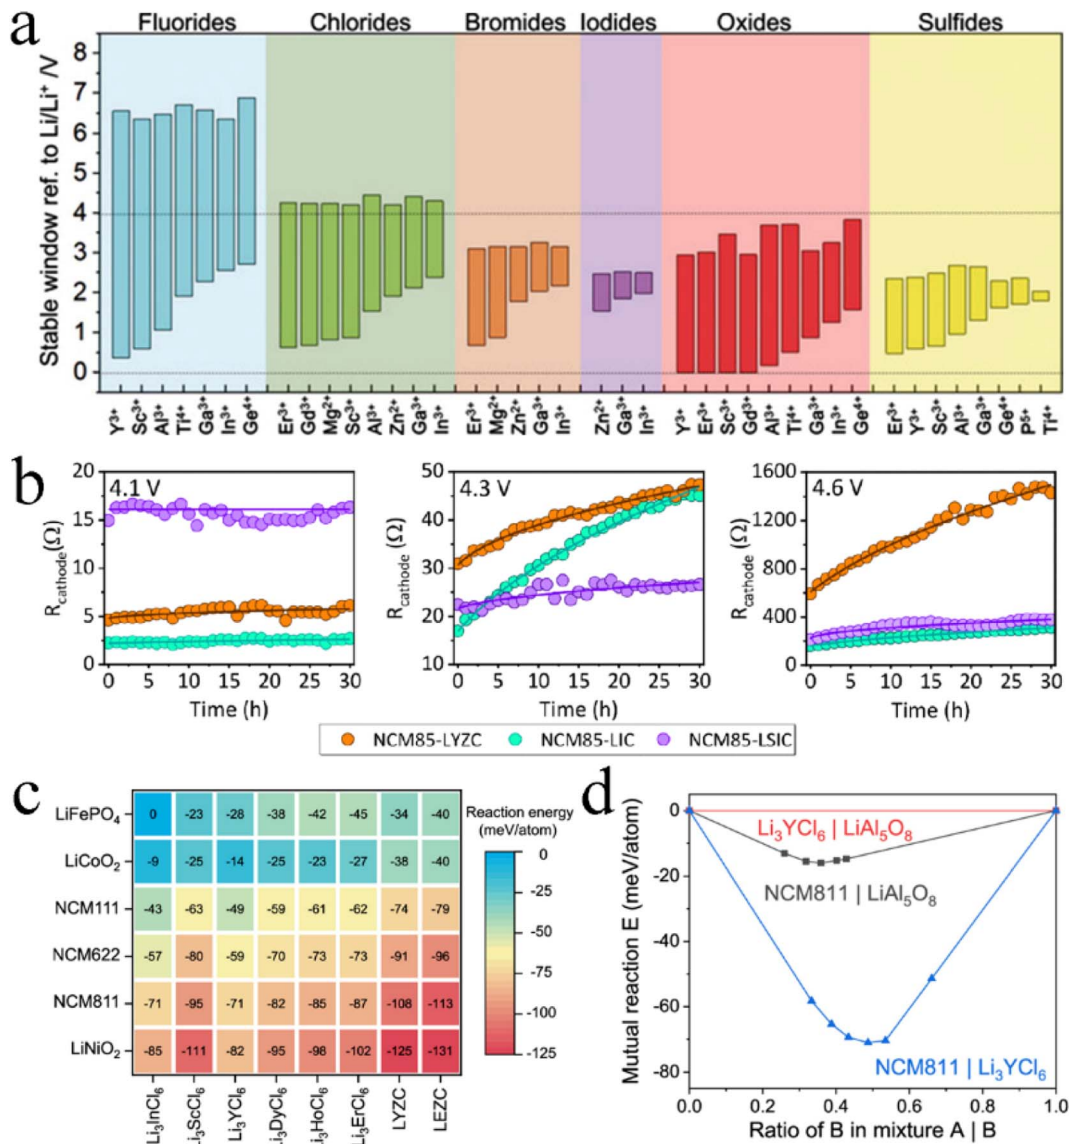 a
Fluorides Chlorides Bromides Iodides Oxides Sulfides
Stable window ref. to Li/Li⁺ /V
8
7
6
5
4
3
2
1
0
Y³⁺ Sc³⁺ Al³⁺ Ti⁴⁺ Ga³⁺ In³⁺ Ge⁴⁺ Er³⁺ Gd³⁺ Mg²⁺ Sc³⁺ Al³⁺ Zn²⁺ Ga³⁺ In³⁺ Er³⁺ Mg²⁺ Zn²⁺ Ga³⁺ In³⁺ Zn²⁺ Ga³⁺ In³⁺ Y³⁺ Er³⁺ Sc³⁺ Gd³⁺ Al³⁺ Ti⁴⁺ Ga³⁺ In³⁺ Ge⁴⁺ Er³⁺ Y³⁺ Sc³⁺ Al³⁺ Ga³⁺ Ge⁴⁺ P⁵⁺ Ti⁴⁺
b
4.1 V
R_cathode(Ω)
20
15
10
5
0
0 5 10 15 20 25 30
Time (h)
4.3 V
R_cathode (Ω)
50
40
30
20
10
0 5 10 15 20 25 30
Time (h)
4.6 V
R_cathode (Ω)
1600
1200
800
400
0
0 5 10 15 20 25 30
Time (h)
NCM85-LYZC NCM85-LIC NCM85-LSIC
c
LiFePO₄ 0 -23 -28 -38 -42 -45 -34 -40
LiCoO₂ -9 -25 -14 -25 -23 -27 -38 -40
NCM111 -43 -63 -49 -59 -61 -62 -74 -79
NCM622 -57 -80 -59 -70 -73 -73 -91 -96
NCM811 -71 -95 -71 -82 -85 -87 -108 -113
LiNiO₂ -85 -111 -82 -95 -98 -102 -125 -131
Li₃InCl₆ Li₃ScCl₆ Li₃YCl₆ Li₃DyCl₆ Li₃HoCl₆ Li₃ErCl₆ LYZC LEZC
Reaction energy
(meV/atom)
0
-25
-50
-75
-100
-125
d
Mutual reaction E (meV/atom)
0
-20
-40
-60
-80
Li₃YCl₆ | LiAl₅O₈
NCM811 | LiAl₅O₈
NCM811 | Li₃YCl₆
0.0 0.2 0.4 0.6 0.8 1.0
Ratio of B in mixture A | B